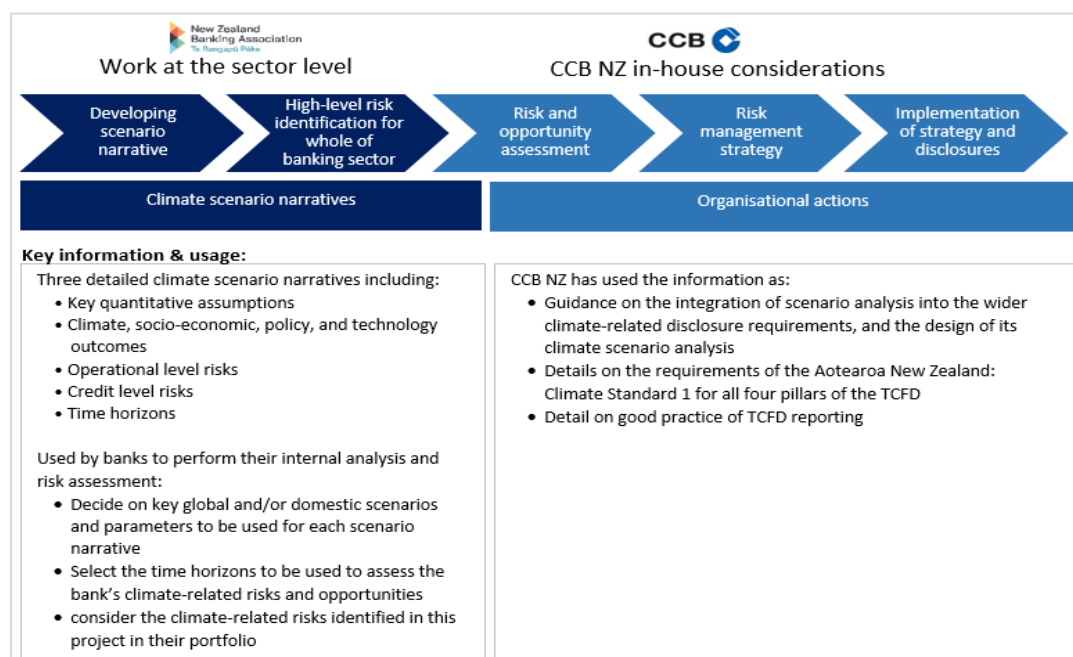 New Zealand
Banking Association
Te Rangapū Pēke
Work at the sector level
CCB
CCB NZ in-house considerations
Developing
scenario
narrative
High-level risk
identification for
whole of
banking sector
Risk and
opportunity
assessment
Risk
management
strategy
Implementation
of strategy and
disclosures
Climate scenario narratives
Organisational actions
Key information & usage:
Three detailed climate scenario narratives including:
• Key quantitative assumptions
• Climate, socio-economic, policy, and technology
outcomes
• Operational level risks
• Credit level risks
• Time horizons
Used by banks to perform their internal analysis and
risk assessment:
• Decide on key global and/or domestic scenarios
and parameters to be used for each scenario
narrative
• Select the time horizons to be used to assess the
bank's climate-related risks and opportunities
• consider the climate-related risks identified in this
project in their portfolio
CCB NZ has used the information as:
• Guidance on the integration of scenario analysis into the wider
climate-related disclosure requirements, and the design of its
climate scenario analysis
• Details on the requirements of the Aotearoa New Zealand:
Climate Standard 1 for all four pillars of the TCFD
• Detail on good practice of TCFD reporting